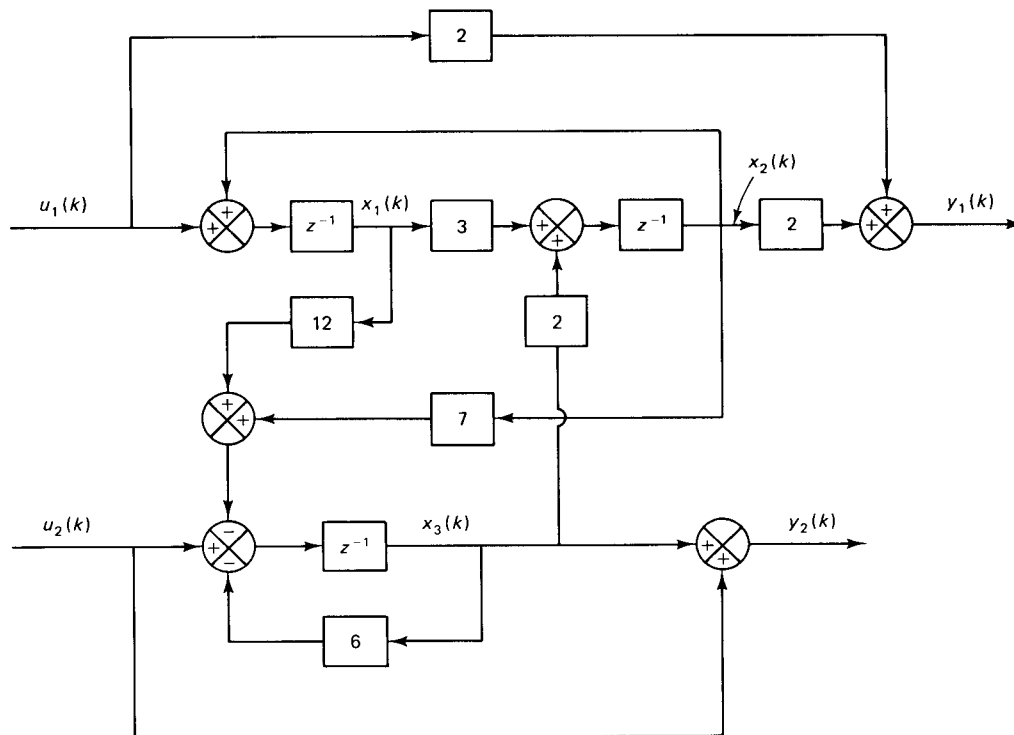 2
x₂(k)
u₁(k)
+
+
z⁻¹
x₁(k)
3
+
+
z⁻¹
2
+
+
y₁(k)
12
2
+
+
7
u₂(k)
−
+
−
z⁻¹
x₃(k)
+
+
y₂(k)
6